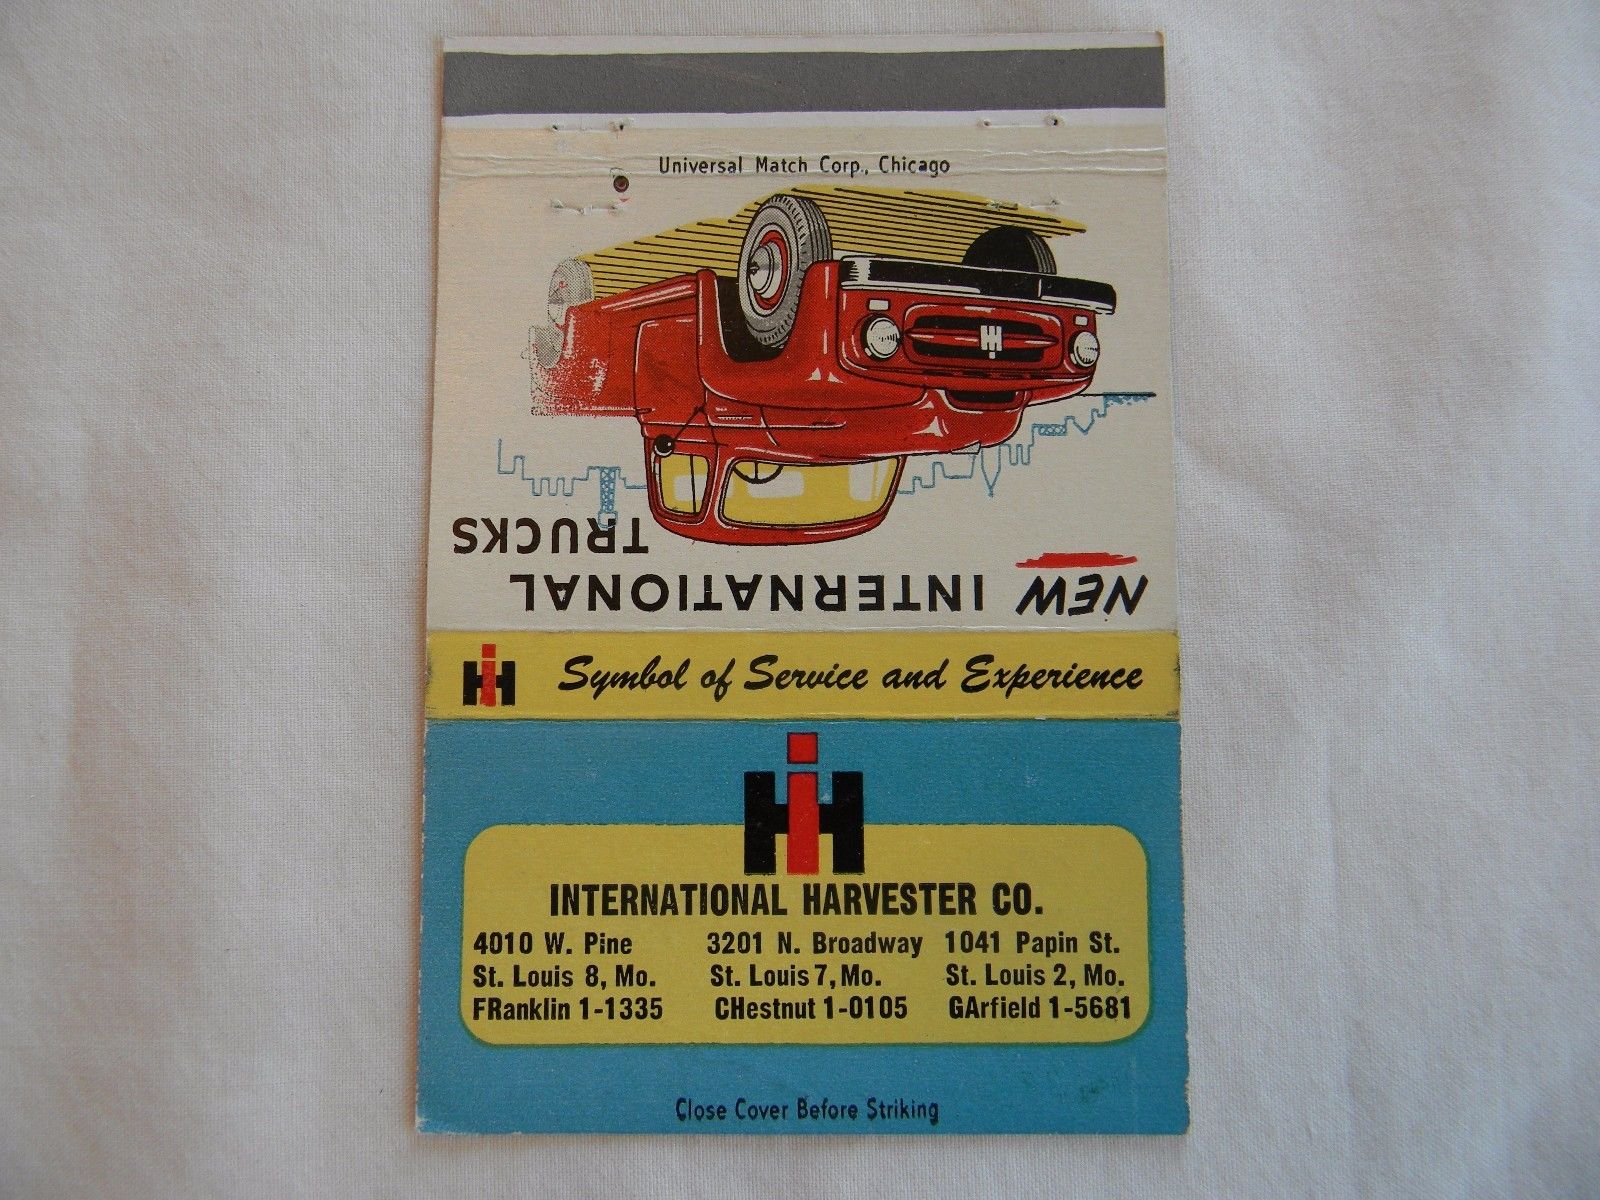 Universal Match Corp., Chicago
NEW INTERNATIONAL
TRUCKS
IH Symbol of Service and Experience
IH
INTERNATIONAL HARVESTER CO.
4010 W. Pine 3201 N. Broadway 1041 Papin St.
St. Louis 8, Mo. St. Louis 7, Mo. St. Louis 2, Mo.
FRanklin 1-1335 CHestnut 1-0105 GArfield 1-5681
Close Cover Before Striking